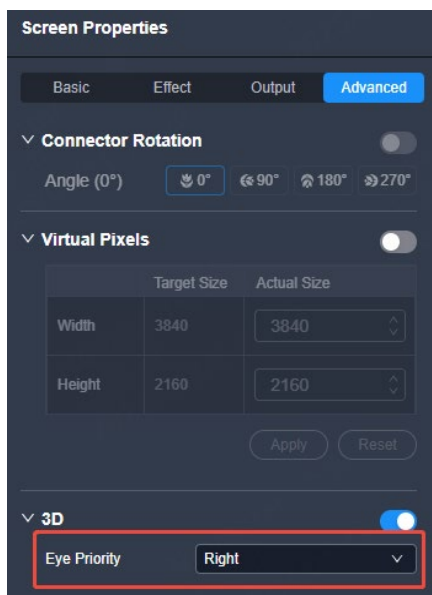 Screen Properties
Basic Effect Output Advanced
Connector Rotation
Angle (0°) 0° 90° 180° 270°
Virtual Pixels
Target Size Actual Size
Width 3840 3840
Height 2160 2160
Apply Reset
3D
Eye Priority Right